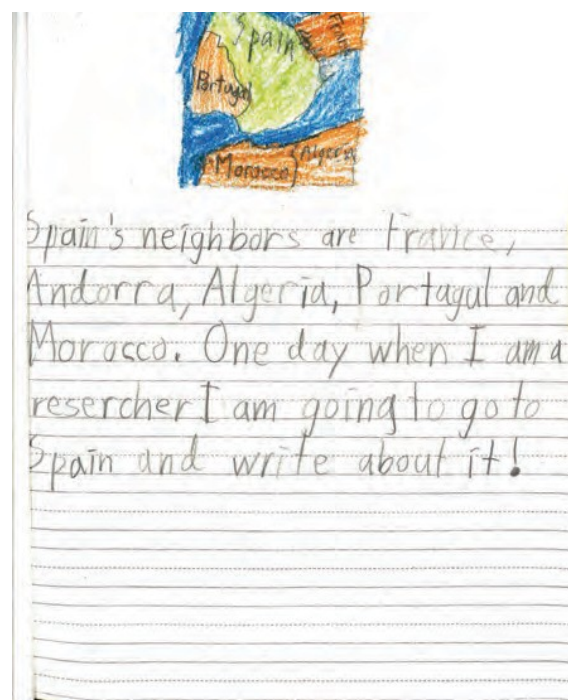 Spain
France
Portugal
Morocco
Algeria
Spain's neighbors are France,
Andorra, Algeria, Portugal and
Morocco. One day when I am a
resercher I am going to go to
Spain and write about it!